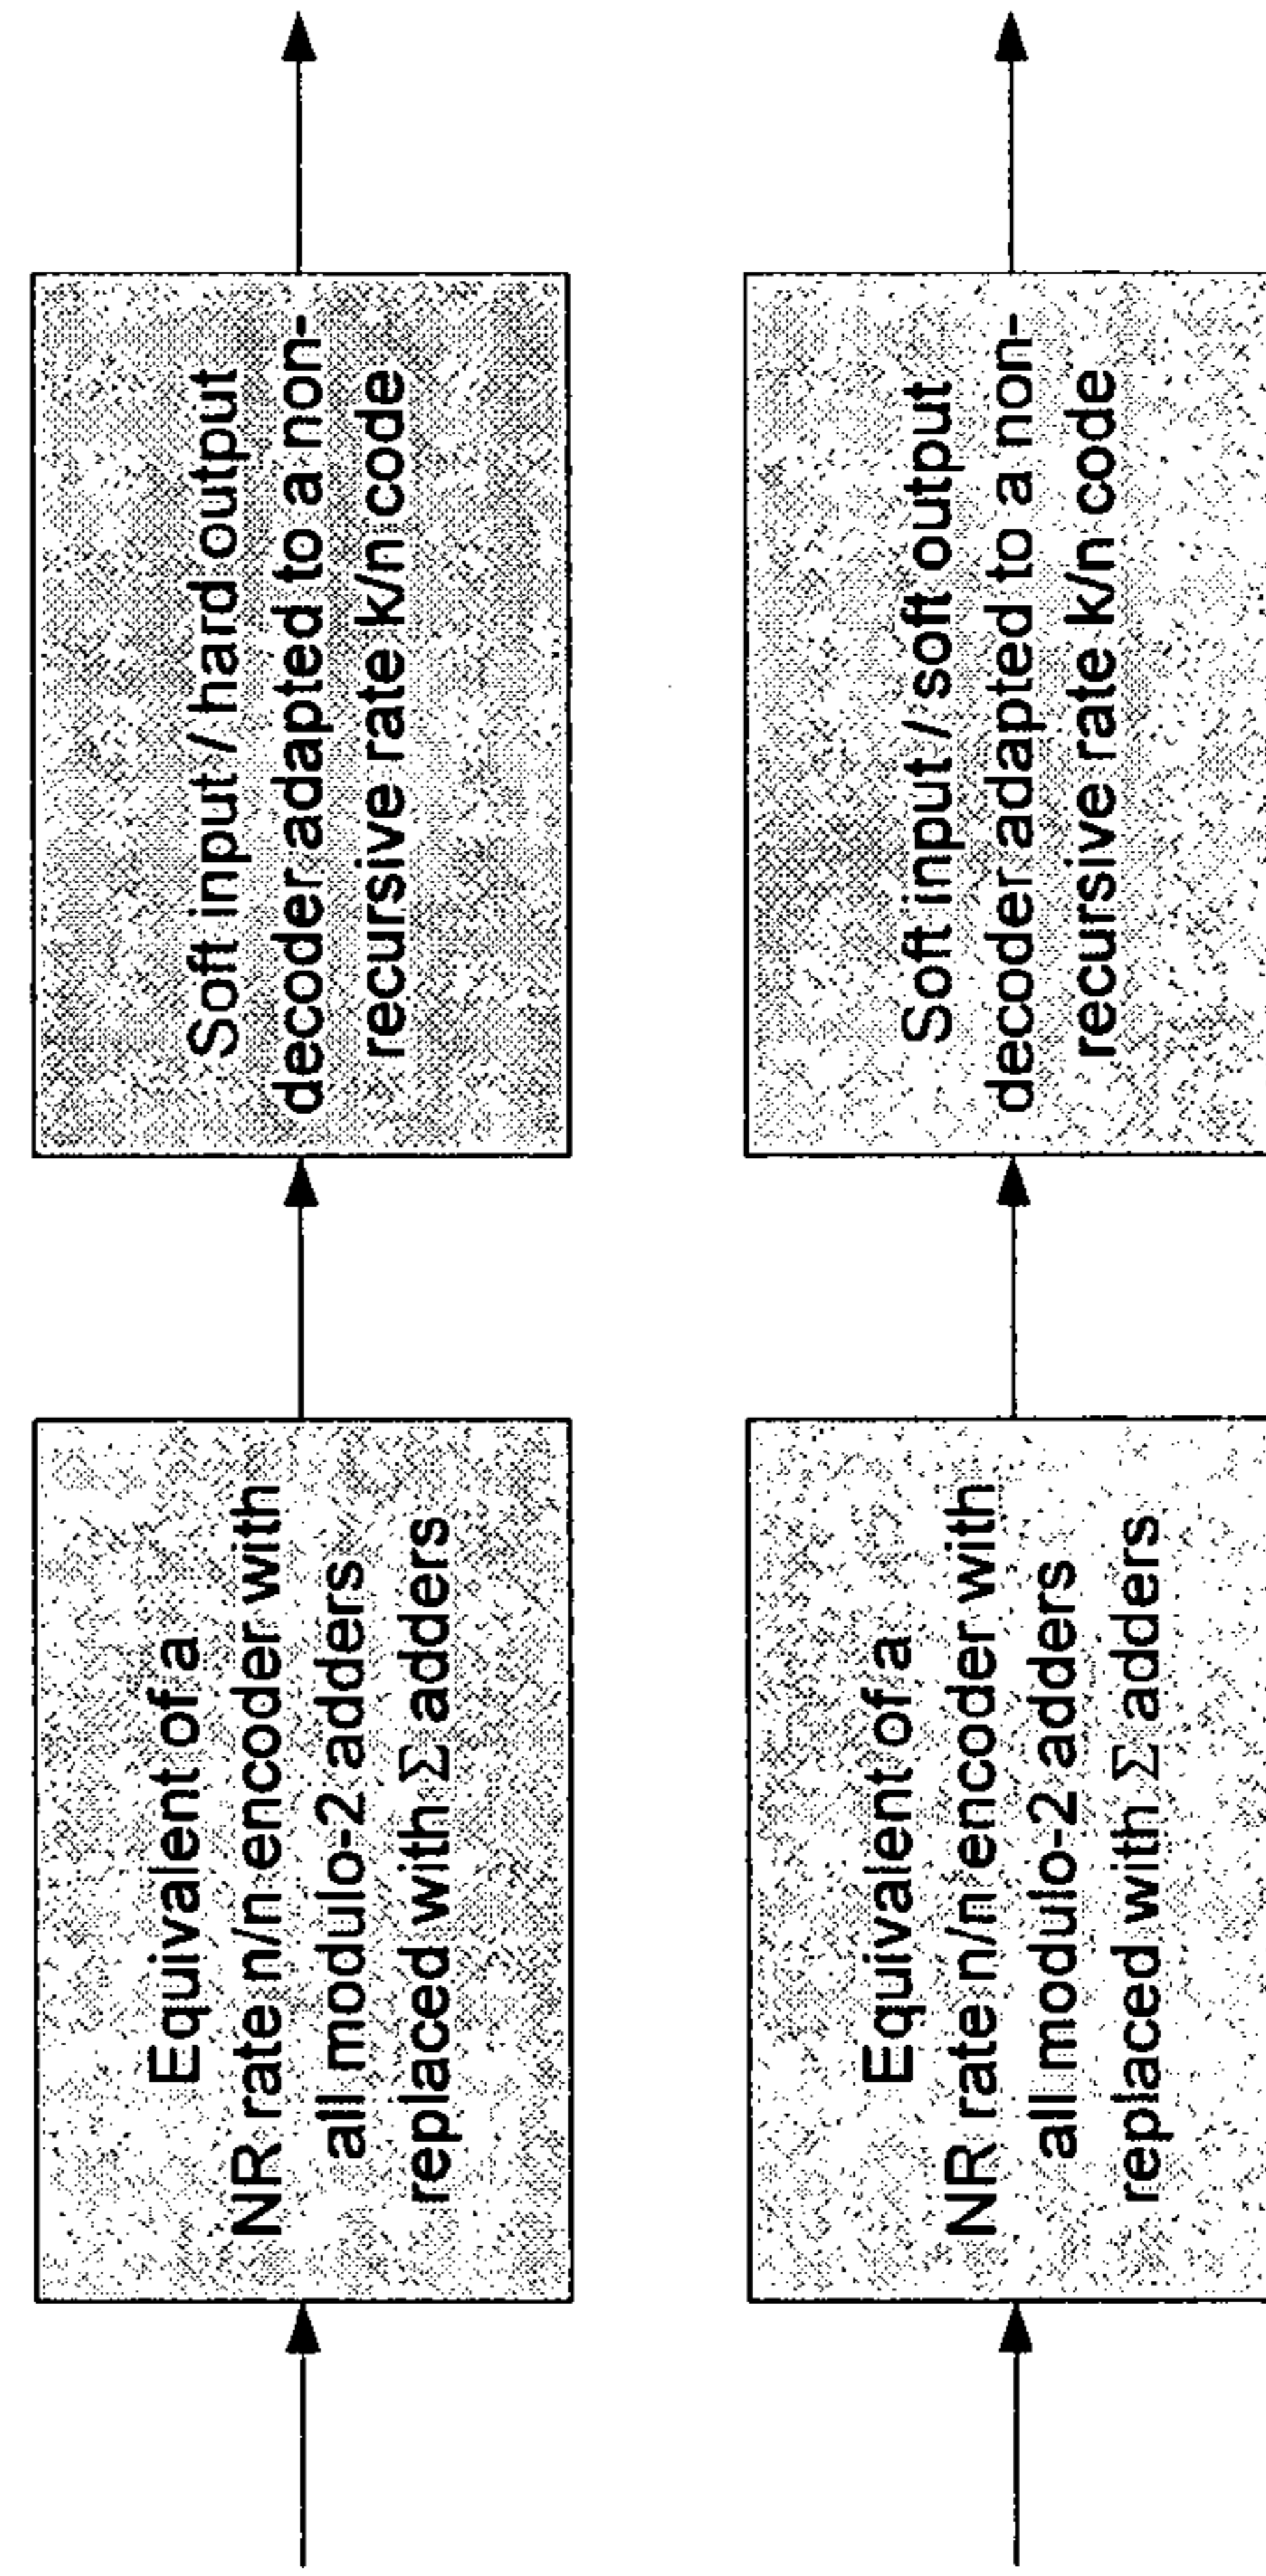 Equivalent of a
NR rate n/n encoder with
all modulo-2 adders
replaced with Σ adders
Soft input / hard output
decoder adapted to a non-
recursive rate k/n code
Equivalent of a
NR rate n/n encoder with
all modulo-2 adders
replaced with Σ adders
Soft input / soft output
decoder adapted to a non-
recursive rate k/n code